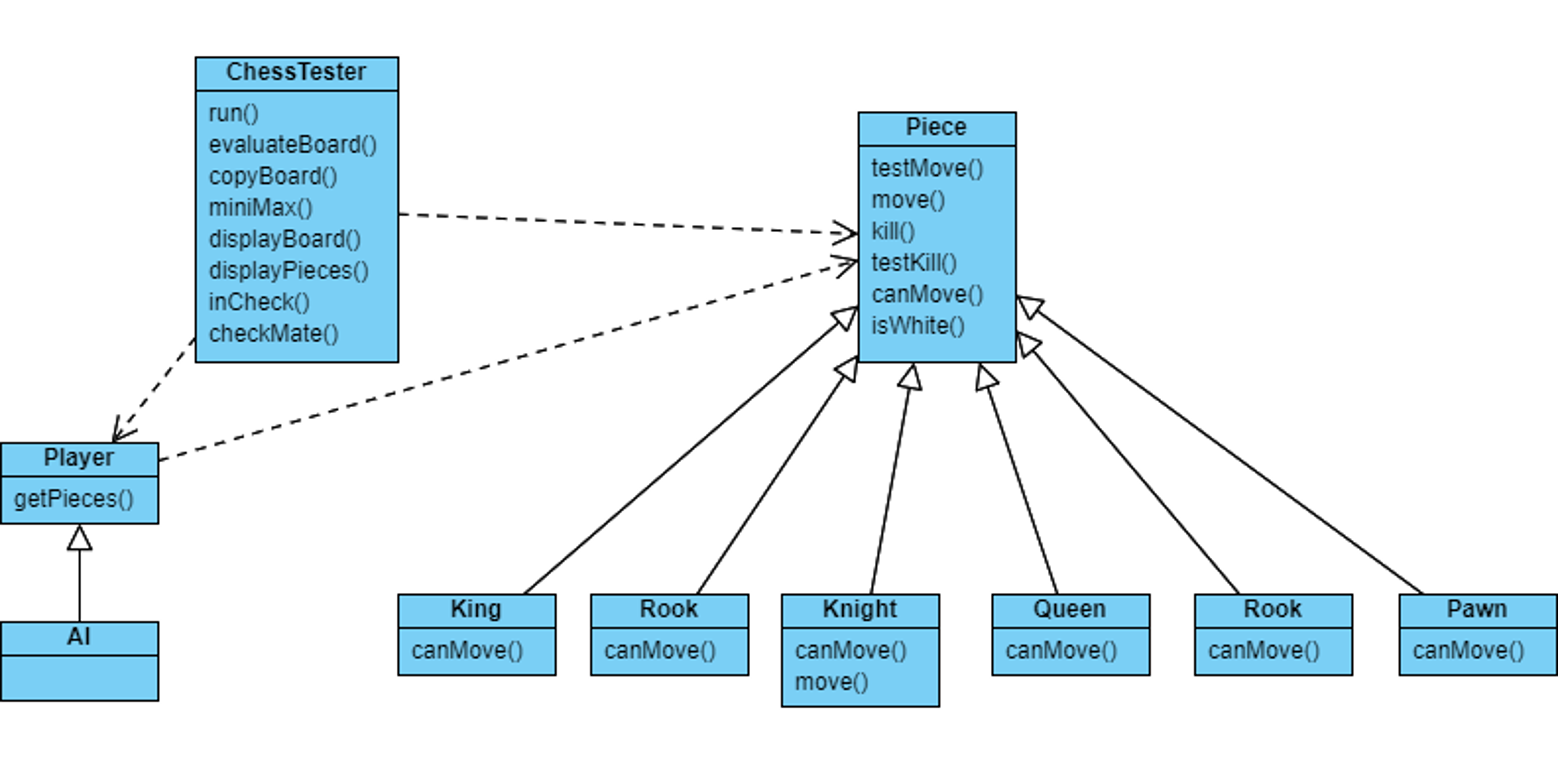 ChessTester
run()
evaluateBoard()
copyBoard()
miniMax()
displayBoard()
displayPieces()
inCheck()
checkMate()
Piece
testMove()
move()
kill()
testKill()
canMove()
isWhite()
Player
getPieces()
AI
King
canMove()
Rook
canMove()
Knight
canMove()
move()
Queen
canMove()
Rook
canMove()
Pawn
canMove()